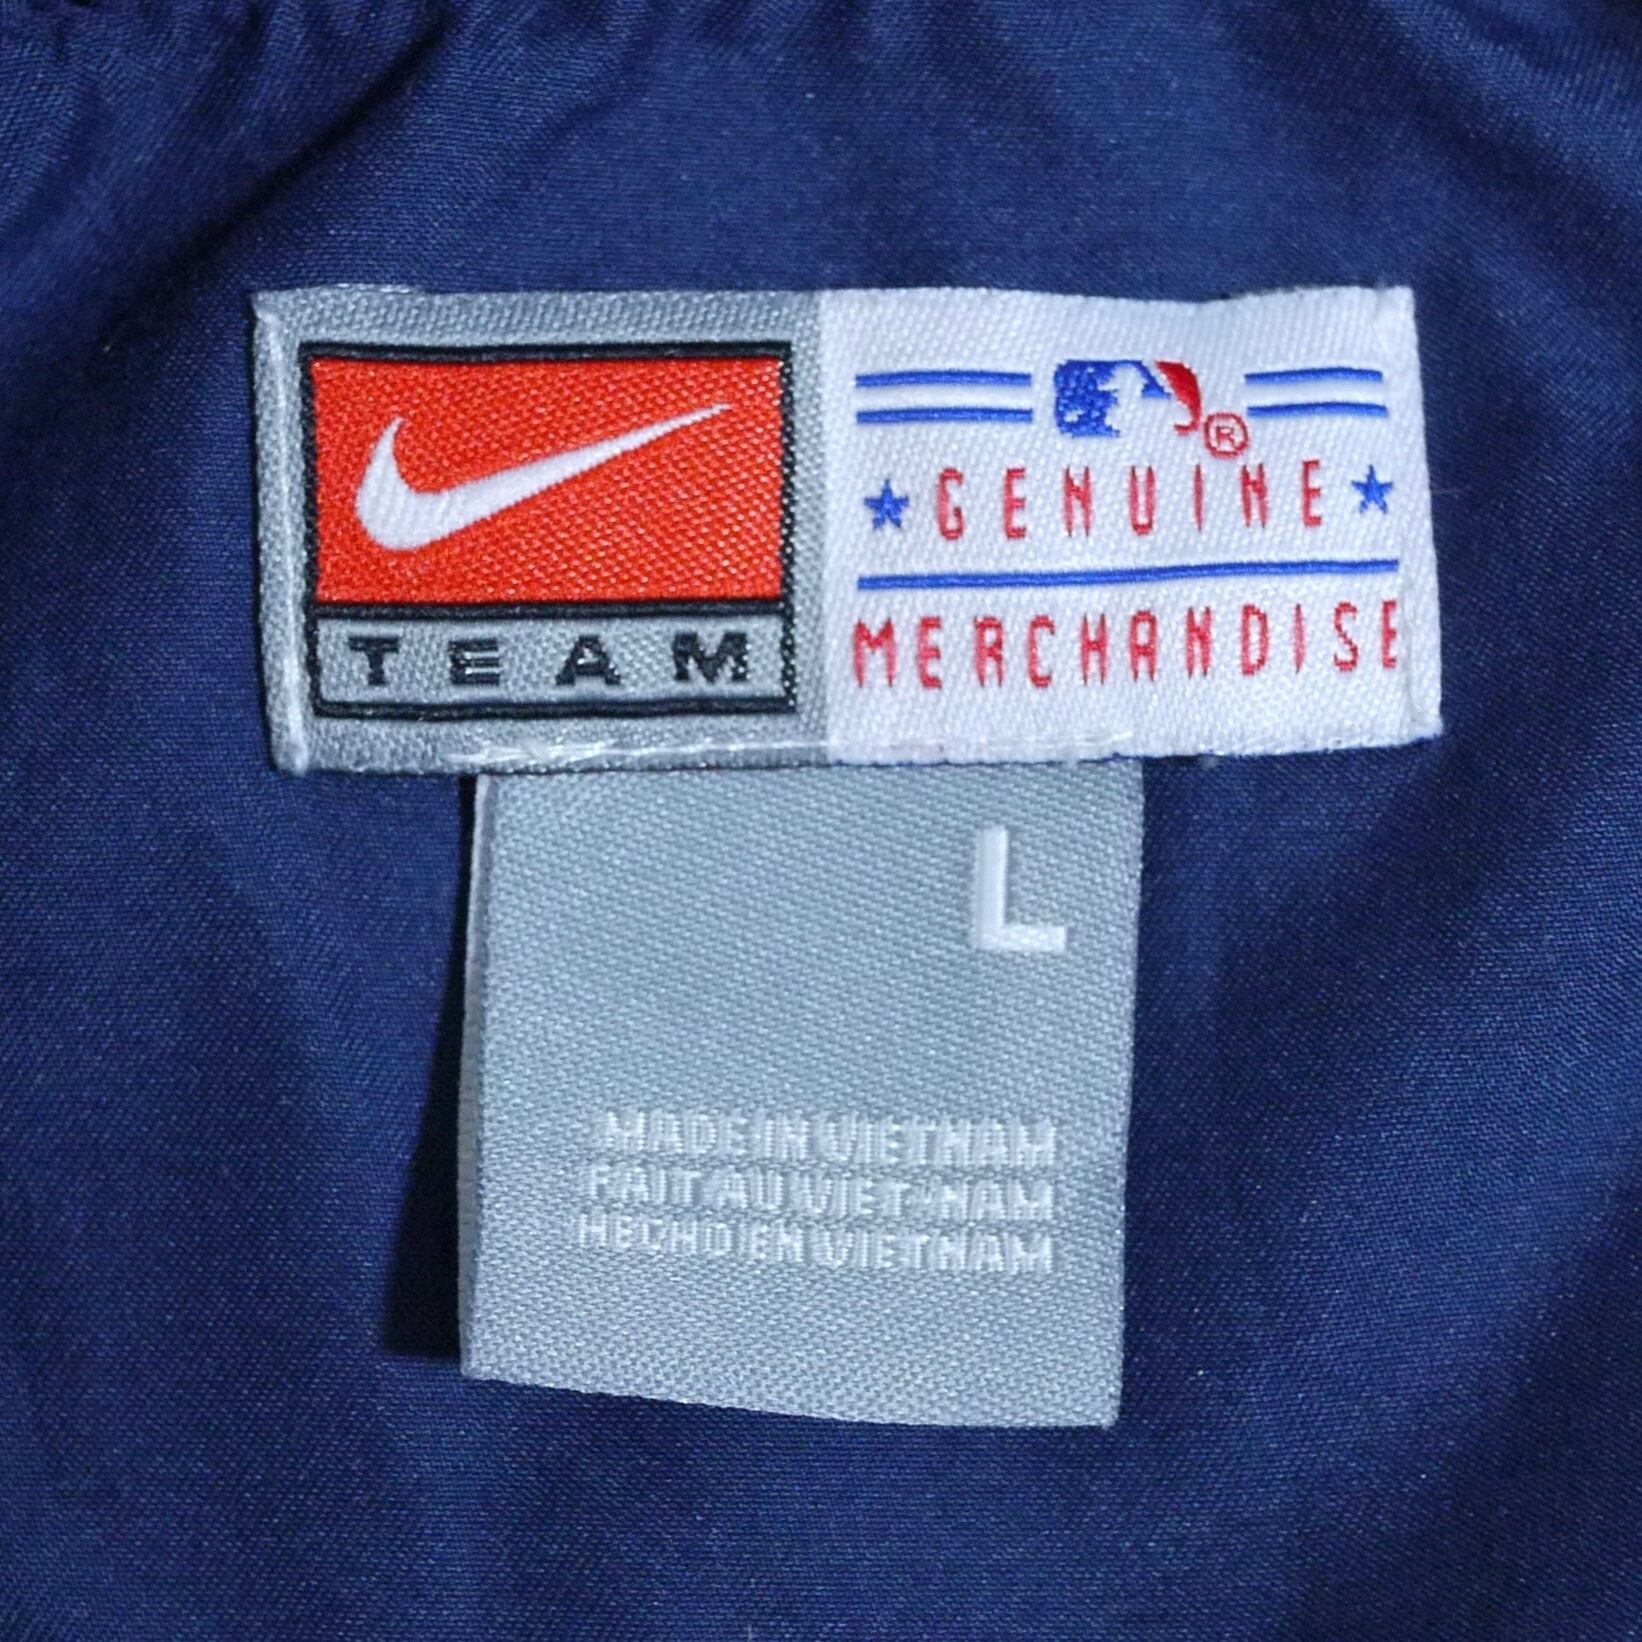 TEAM
®
GENUINE
MERCHANDISE
L
MADE IN VIETNAM
FAIT AU VIET-NAM
HECHO EN VIETNAM